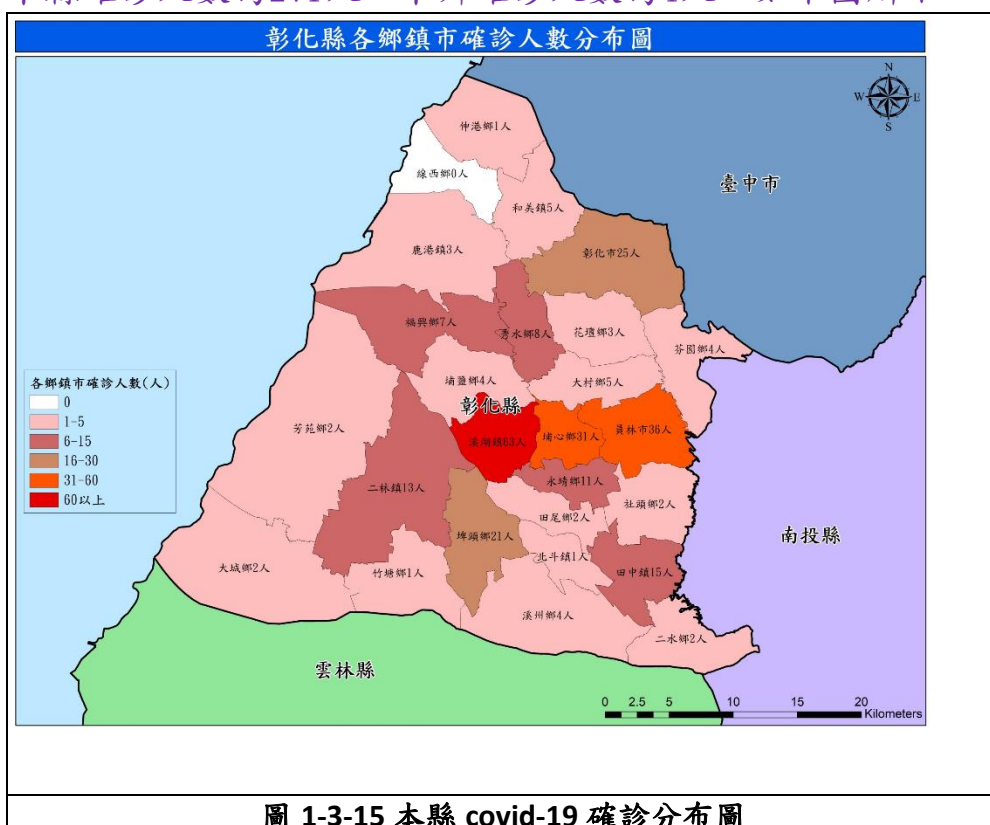 彰化縣各鄉鎮市確診人數分布圖
N
W E
S
伸港鄉1人
線西鄉0人
臺中市
和美鎮5人
鹿港鎮3人
彰化市25人
福興鄉7人
秀水鄉8人
花壇鄉3人
芬園鄉4人
埔鹽鄉4人
大村鄉5人
各鄉鎮市確診人數(人)
0
1-5
6-15
16-30
31-60
60以上
彰化縣
芳苑鄉2人
溪湖鎮63人
埔心鄉31人
員林市36人
二林鎮13人
永靖鄉11人
社頭鄉2人
田尾鄉2人
埤頭鄉21人
南投縣
北斗鎮1人
大城鄉2人
竹塘鄉1人
田中鎮15人
溪州鄉4人
二水鄉2人
雲林縣
0 2.5 5 10 15 20
Kilometers
圖 1-3-15 本縣 covid-19 確診分布圖